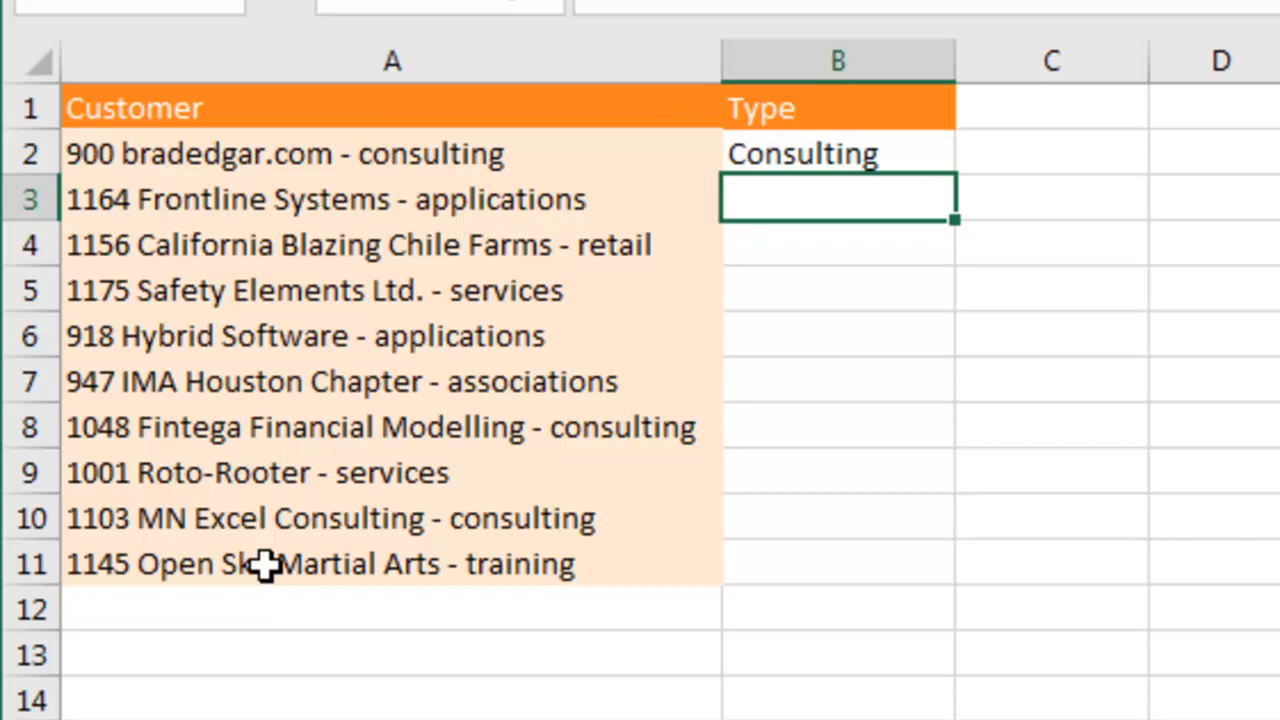 A B C D
1 Customer Type
2 900 bradedgar.com - consulting Consulting
3 1164 Frontline Systems - applications
4 1156 California Blazing Chile Farms - retail
5 1175 Safety Elements Ltd. - services
6 918 Hybrid Software - applications
7 947 IMA Houston Chapter - associations
8 1048 Fintega Financial Modelling - consulting
9 1001 Roto-Rooter - services
10 1103 MN Excel Consulting - consulting
11 1145 Open Martial Arts - training
12
13
14